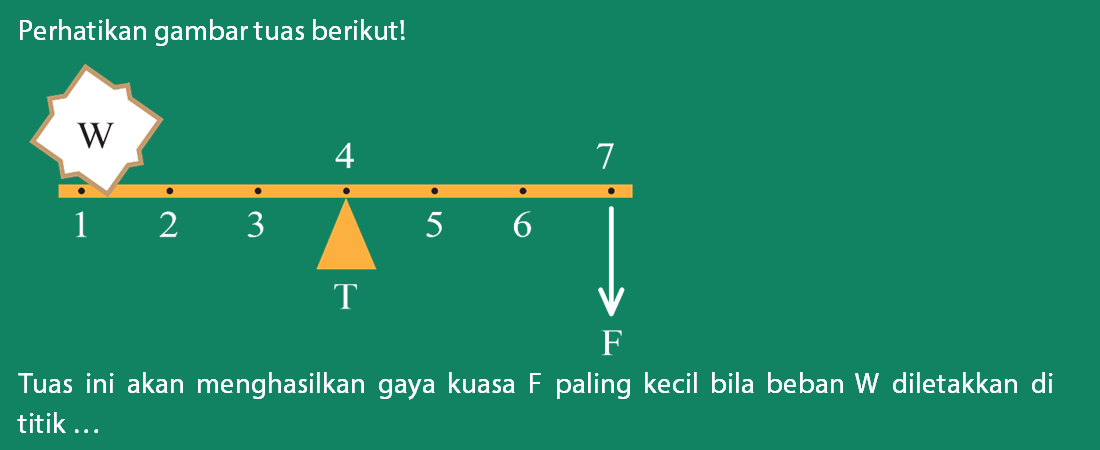 Perhatikan gambar tuas berikut!
W
4 7
1 2 3 5 6
T
F
Tuas ini akan menghasilkan gaya kuasa F paling kecil bila beban W diletakkan di
titik ...